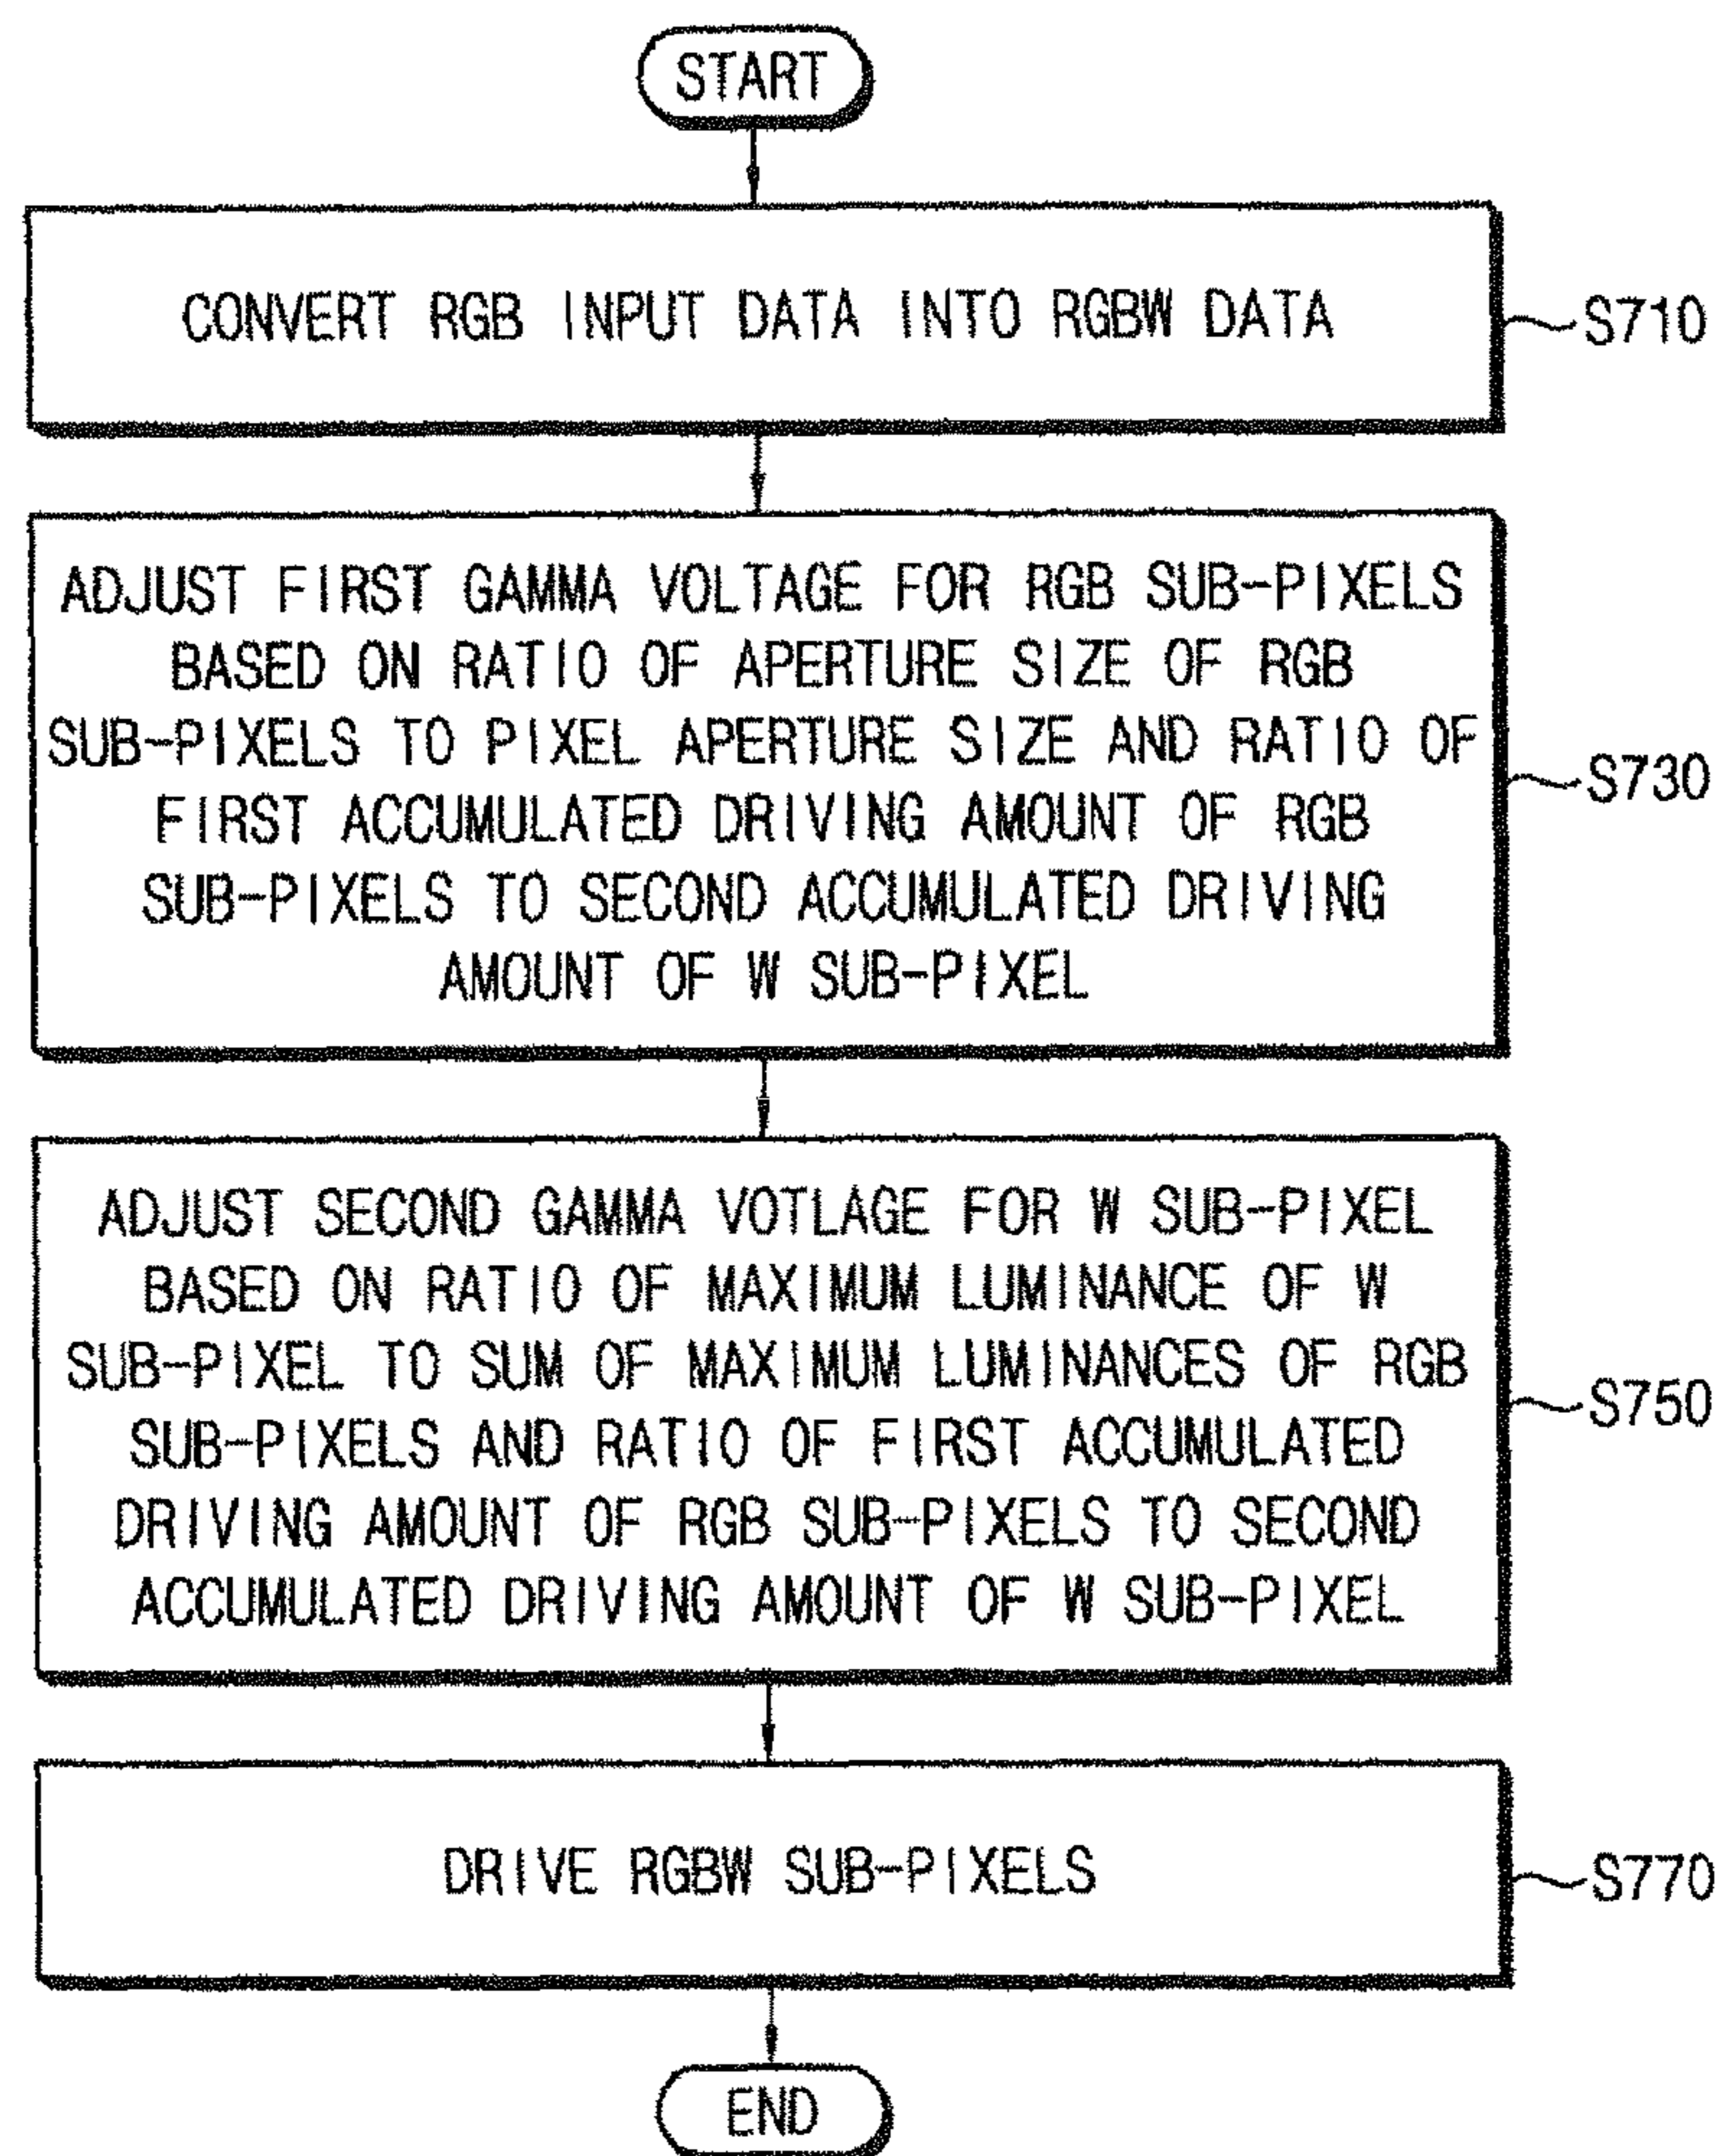 START
CONVERT RGB INPUT DATA INTO RGBW DATA
S710
ADJUST FIRST GAMMA VOLTAGE FOR RGB SUB-PIXELS
BASED ON RATIO OF APERTURE SIZE OF RGB
SUB-PIXELS TO PIXEL APERTURE SIZE AND RATIO OF
FIRST ACCUMULATED DRIVING AMOUNT OF RGB
SUB-PIXELS TO SECOND ACCUMULATED DRIVING
AMOUNT OF W SUB-PIXEL
S730
ADJUST SECOND GAMMA VOTLAGE FOR W SUB-PIXEL
BASED ON RATIO OF MAXIMUM LUMINANCE OF W
SUB-PIXEL TO SUM OF MAXIMUM LUMINANCES OF RGB
SUB-PIXELS AND RATIO OF FIRST ACCUMULATED
DRIVING AMOUNT OF RGB SUB-PIXELS TO SECOND
ACCUMULATED DRIVING AMOUNT OF W SUB-PIXEL
S750
DRIVE RGBW SUB-PIXELS
S770
END